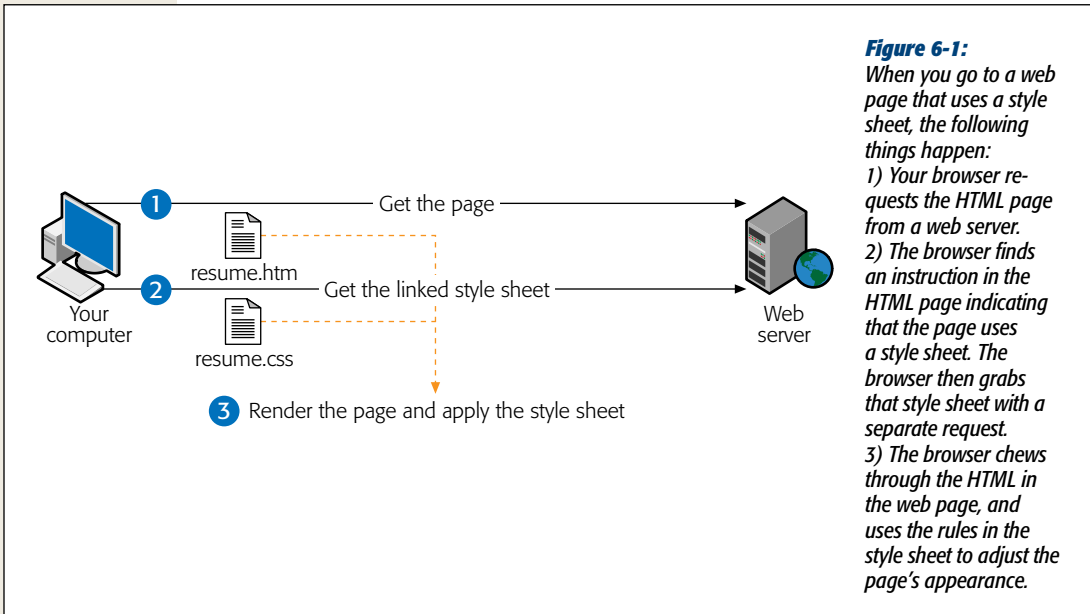 1 Get the page
resume.htm
2 Get the linked style sheet
Your
computer
Web
server
resume.css
3 Render the page and apply the style sheet
Figure 6-1:
When you go to a web
page that uses a style
sheet, the following
things happen:
1) Your browser re-
quests the HTML page
from a web server.
2) The browser finds
an instruction in the
HTML page indicating
that the page uses
a style sheet. The
browser then grabs
that style sheet with a
separate request.
3) The browser chews
through the HTML in
the web page, and
uses the rules in the
style sheet to adjust the
page's appearance.